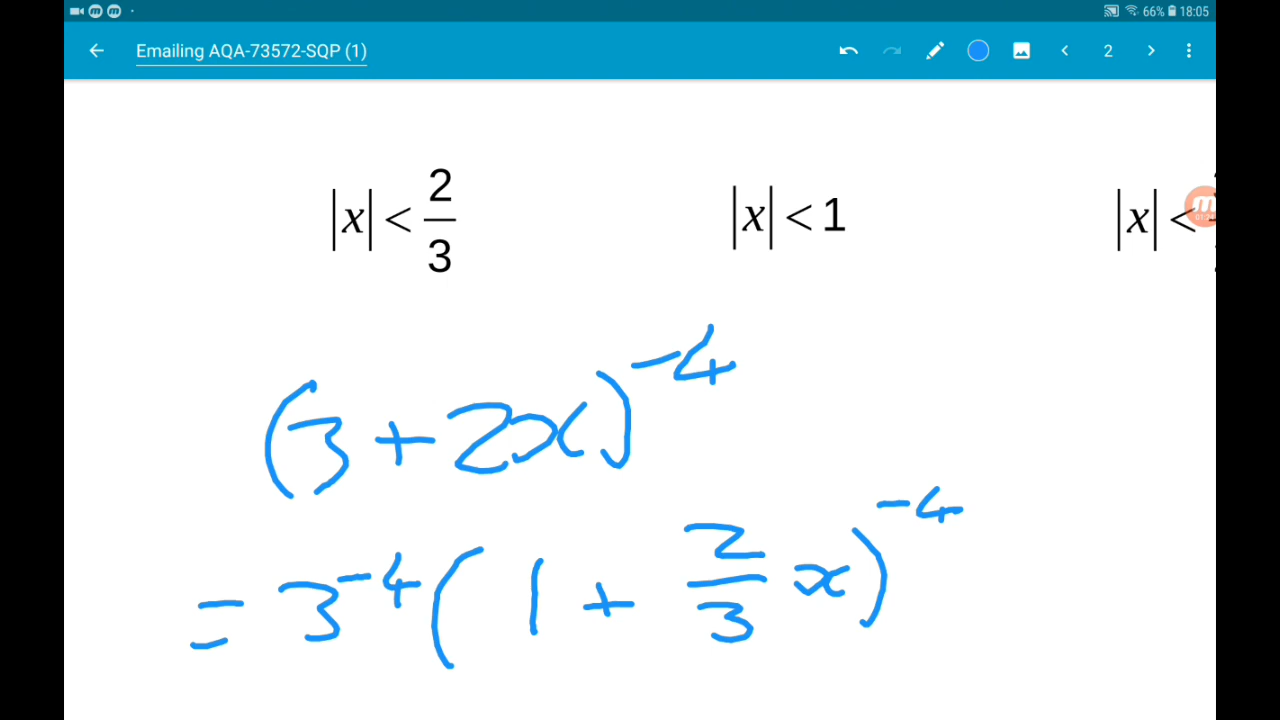 66% 18:05
Emailing AQA-73572-SQP (1) 2
|x| < 2/3 |x| < 1 |x| <
(3 + 2x)^-4
= 3^-4 (1 + 2/3 x)^-4